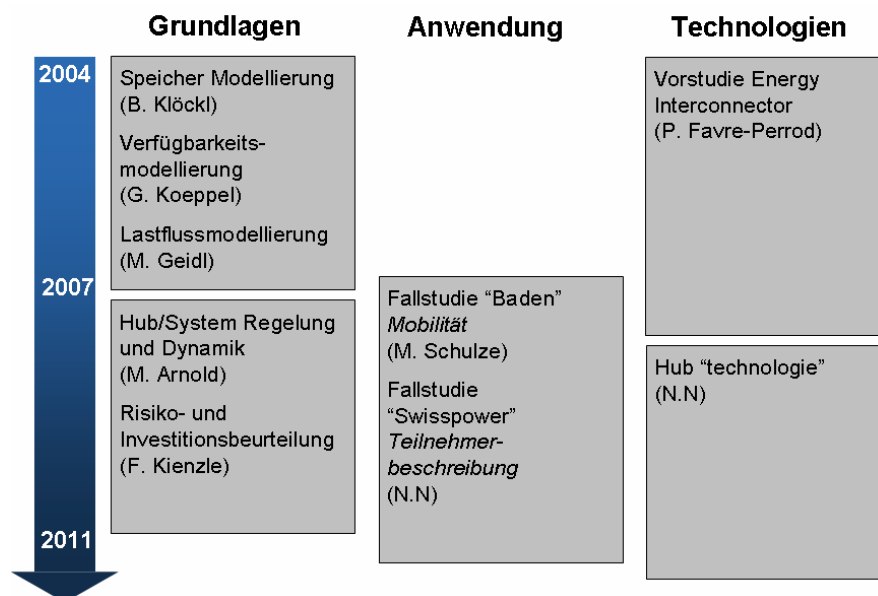 Grundlagen
Anwendung
Technologien
2004
2007
2011
Speicher Modellierung
(B. Klöckl)
Verfügbarkeits-
modellierung
(G. Koeppel)
Lastflussmodellierung
(M. Geidl)
Hub/System Regelung
und Dynamik
(M. Arnold)
Risiko- und
Investitionsbeurteilung
(F. Kienzle)
Fallstudie “Baden”
Mobilität
(M. Schulze)
Fallstudie
“Swisspower”
Teilnehmer-
beschreibung
(N.N)
Vorstudie Energy
Interconnector
(P. Favre-Perrod)
Hub “technologie”
(N.N)